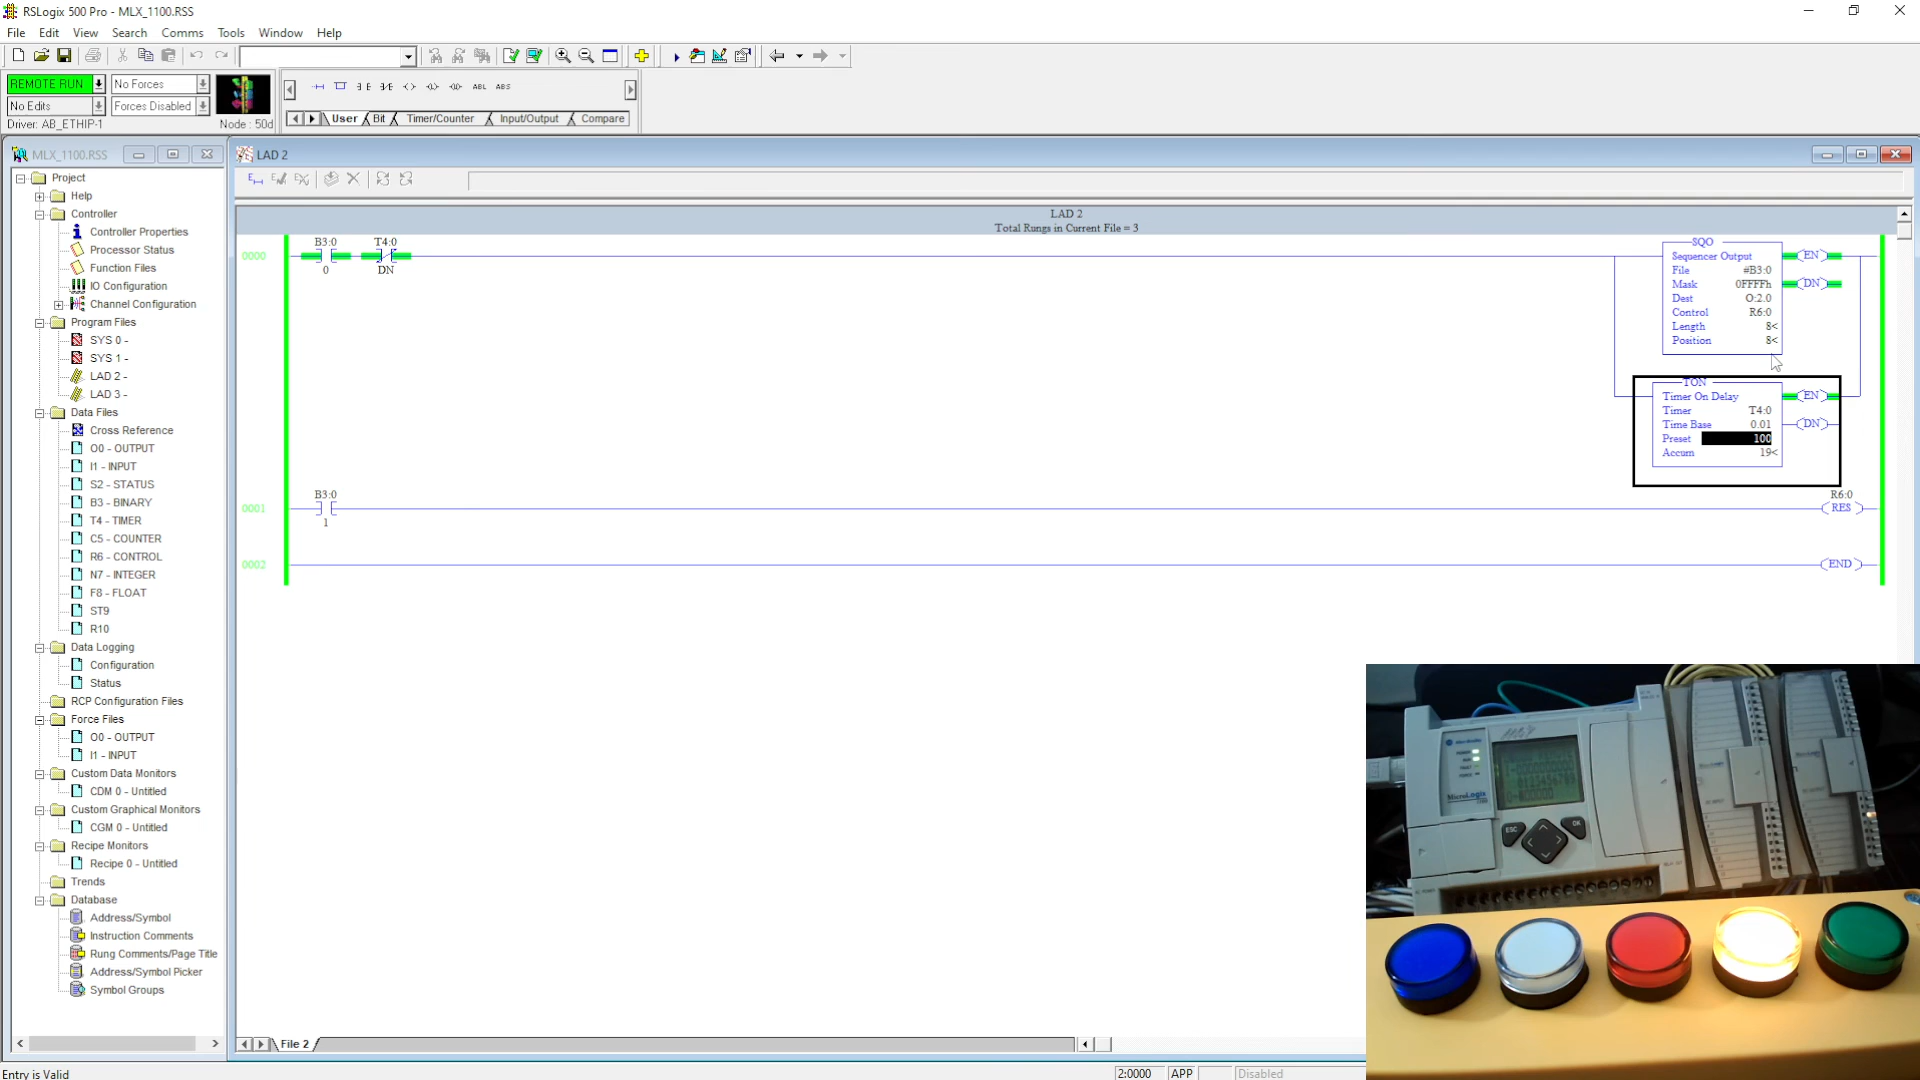 RSLogix 500 Pro - MLX_1100.RSS
File Edit View Search Comms Tools Window Help
REMOTE RUN No Forces
No Edits Forces Disabled
Driver: AB_ETHIP-1 Node : 50d
ABL ABS
User Bit Timer/Counter Input/Output Compare
MLX_1100.RSS
Project
Help
Controller
Controller Properties
Processor Status
Function Files
IO Configuration
Channel Configuration
Program Files
SYS 0 -
SYS 1 -
LAD 2 -
LAD 3 -
Data Files
Cross Reference
O0 - OUTPUT
I1 - INPUT
S2 - STATUS
B3 - BINARY
T4 - TIMER
C5 - COUNTER
R6 - CONTROL
N7 - INTEGER
F8 - FLOAT
ST9
R10
Data Logging
Configuration
Status
RCP Configuration Files
Force Files
O0 - OUTPUT
I1 - INPUT
Custom Data Monitors
CDM 0 - Untitled
Custom Graphical Monitors
CGM 0 - Untitled
Recipe Monitors
Recipe 0 - Untitled
Trends
Database
Address/Symbol
Instruction Comments
Rung Comments/Page Title
Address/Symbol Picker
Symbol Groups
LAD 2
LAD 2
Total Rungs in Current File = 3
0000
B3:0
0
T4:0
DN
SQO
Sequencer Output
File #B3:0
Mask 0FFFFh
Dest O:2.0
Control R6:0
Length 8<
Position 8<
EN
DN
TON
Timer On Delay
Timer T4:0
Time Base 0.01
Preset 100
Accum 19<
EN
DN
0001
B3:0
1
R6:0
RES
0002
END
File 2
MicroLogix
ESC
OK
Entry is Valid
2:0000 APP Disabled